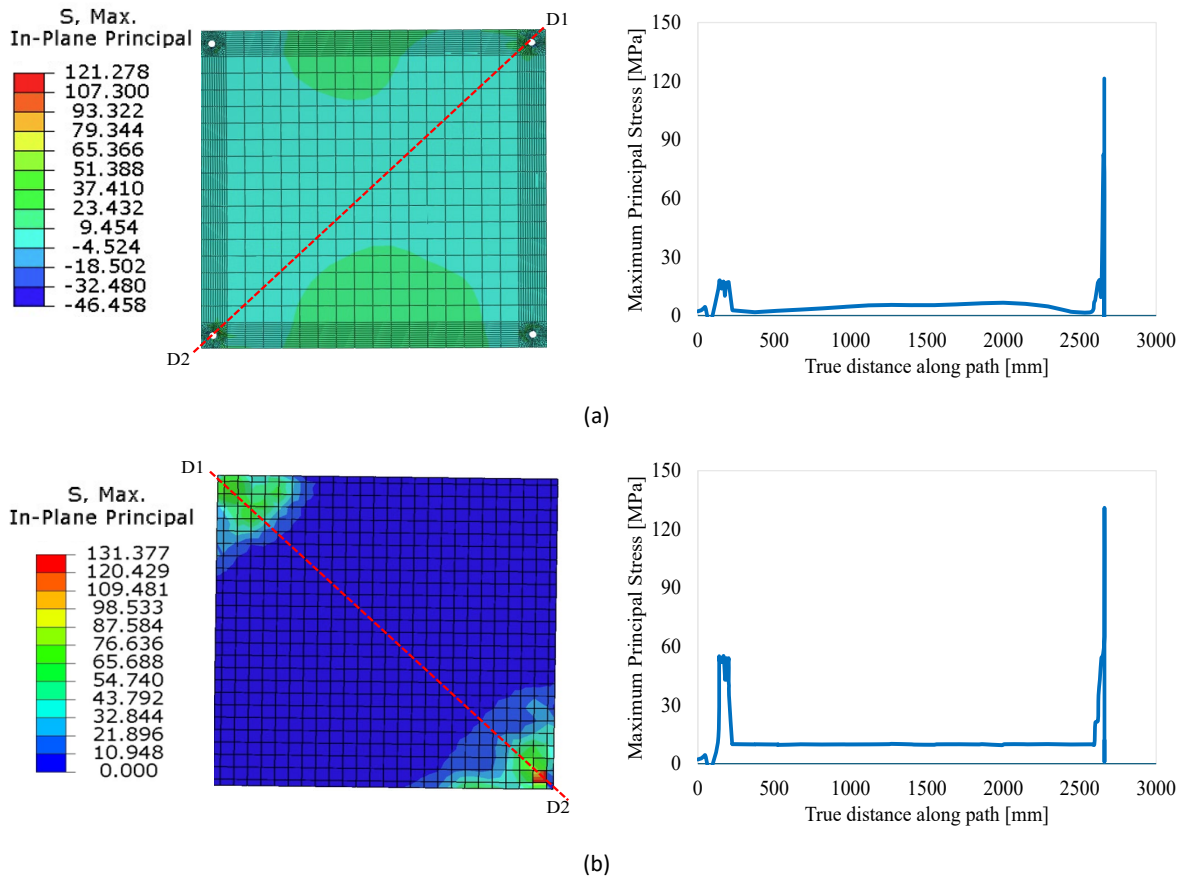 S, Max.
In-Plane Principal
121.278
107.300
93.322
79.344
65.366
51.388
37.410
23.432
9.454
-4.524
-18.502
-32.480
-46.458
D1
D2
Maximum Principal Stress [MPa]
150
120
90
60
30
0
0 500 1000 1500 2000 2500 3000
True distance along path [mm]
(a)
S, Max.
In-Plane Principal
131.377
120.429
109.481
98.533
87.584
76.636
65.688
54.740
43.792
32.844
21.896
10.948
0.000
D1
D2
Maximum Principal Stress [MPa]
150
120
90
60
30
0
0 500 1000 1500 2000 2500 3000
True distance along path [mm]
(b)